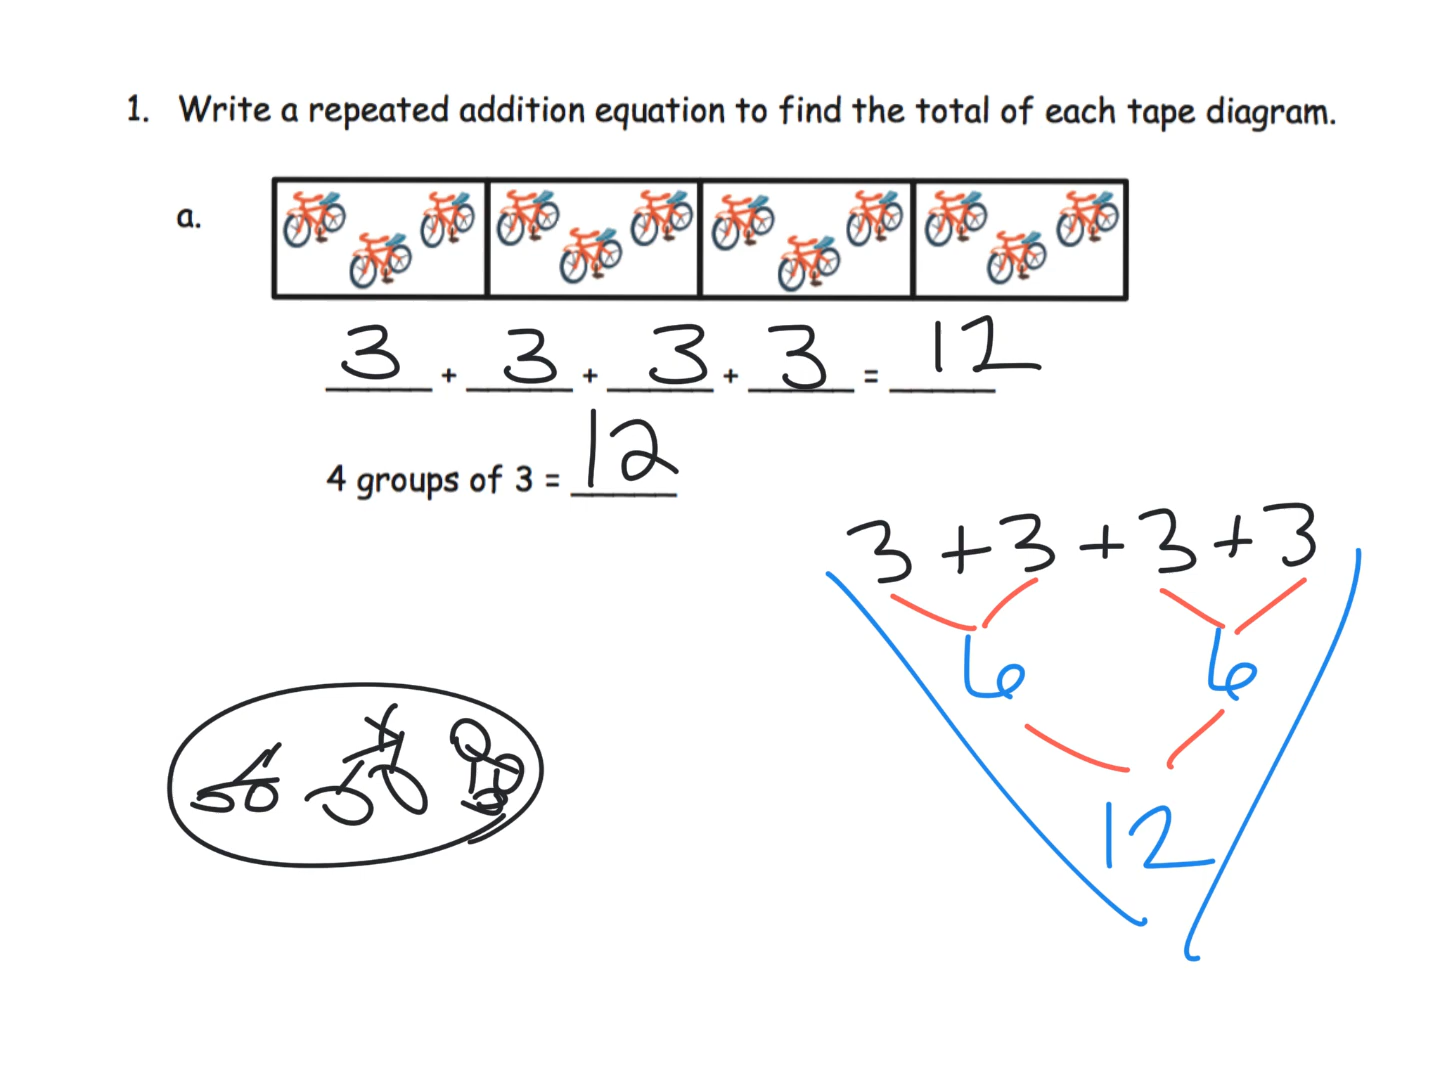 1. Write a repeated addition equation to find the total of each tape diagram.
a.
3 + 3 + 3 + 3 = 12
4 groups of 3 = 12
3 + 3 + 3 + 3
6 6
12